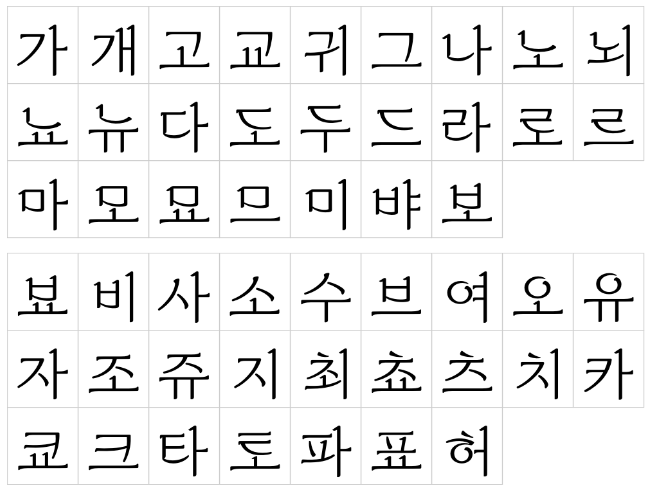 가 개 고 교 귀 그 나 노 뇌
뇨 뉴 다 도 두 드 라 로 르
마 모 묘 므 미 뱌 보
뵤 비 사 소 수 브 여 오 유
자 조 쥬 지 최 쵸 츠 치 카
쿄 크 타 토 파 표 허